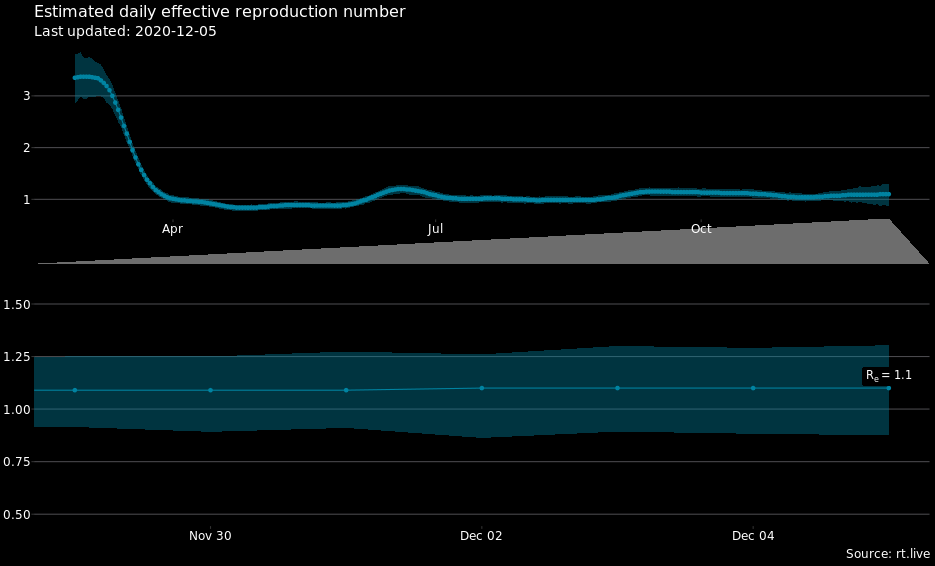 Estimated daily effective reproduction number
Last updated: 2020-12-05
3
2
1
Apr
Jul
Oct
1.50
1.25
Re = 1.1
1.00
0.75
0.50
Nov 30
Dec 02
Dec 04
Source: rt.live